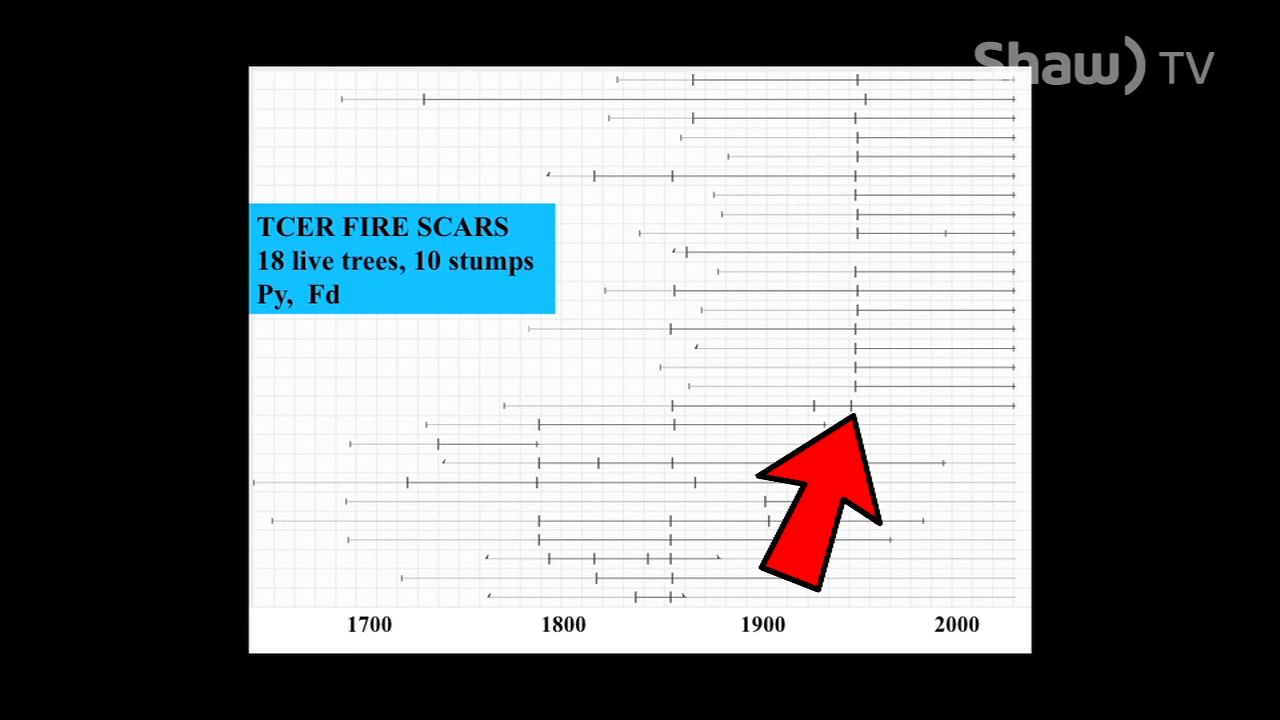 Shaw) TV
TCER FIRE SCARS
18 live trees, 10 stumps
Py, Fd
1700 1800 1900 2000